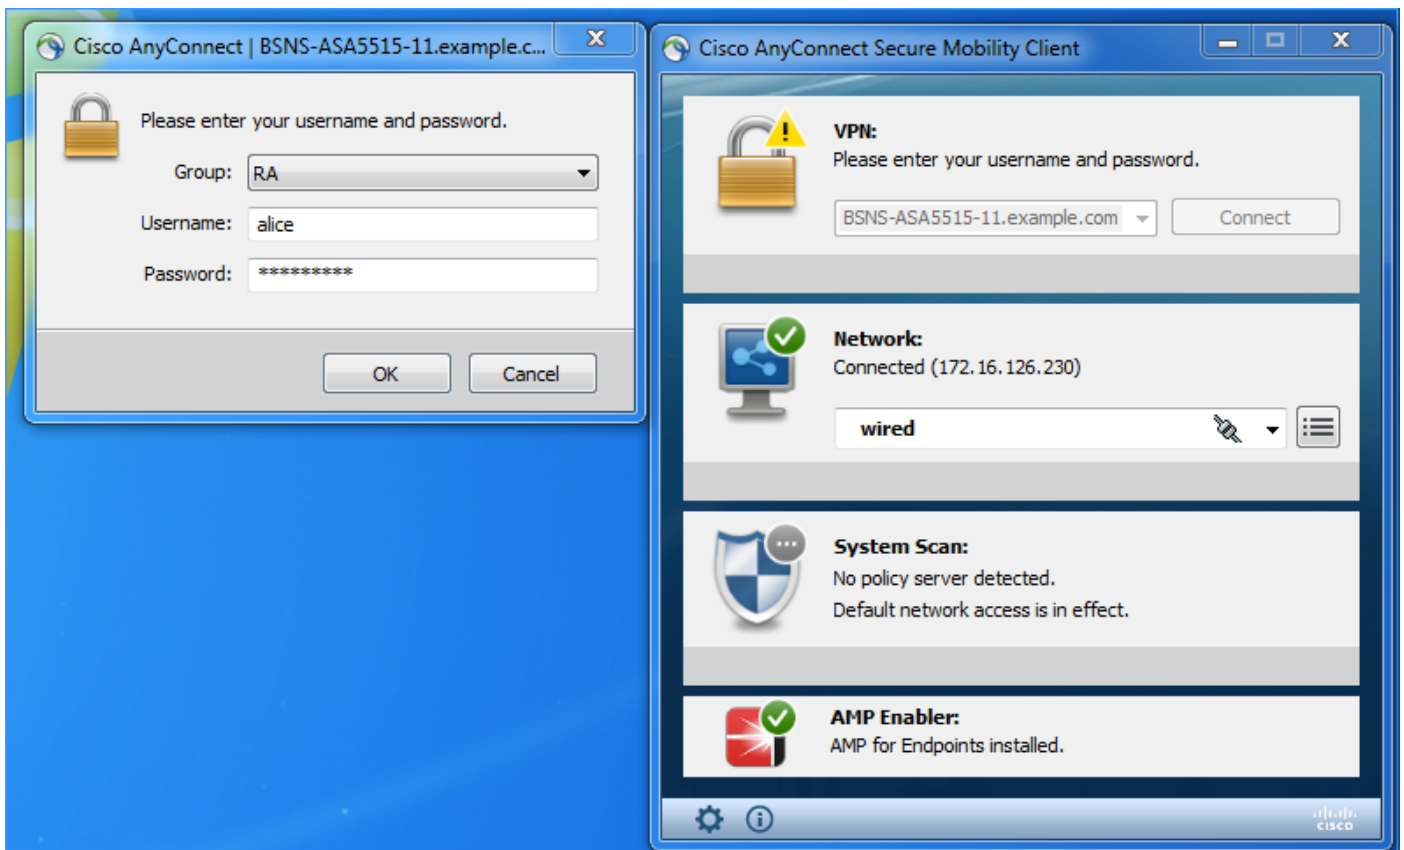 Cisco AnyConnect | BSNS-ASA5515-11.example.c...
Please enter your username and password.
Group: RA
Username: alice
Password: *********
OK Cancel
Cisco AnyConnect Secure Mobility Client
VPN:
Please enter your username and password.
BSNS-ASA5515-11.example.com Connect
Network:
Connected (172.16.126.230)
wired
System Scan:
No policy server detected.
Default network access is in effect.
AMP Enabler:
AMP for Endpoints installed.
CISCO